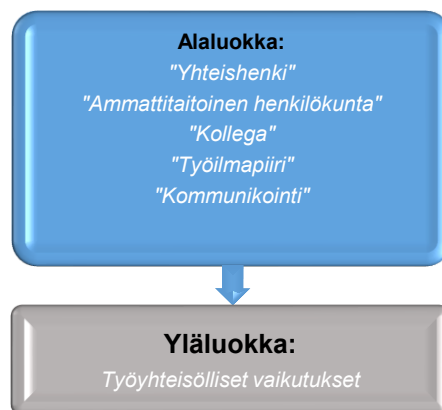 Alaluokka:
"Yhteishenki"
"Ammattitaitoinen henkilökunta"
"Kollega"
"Työilmapiiri"
"Kommunikointi"
Yläluokka:
Työyhteisölliset vaikutukset